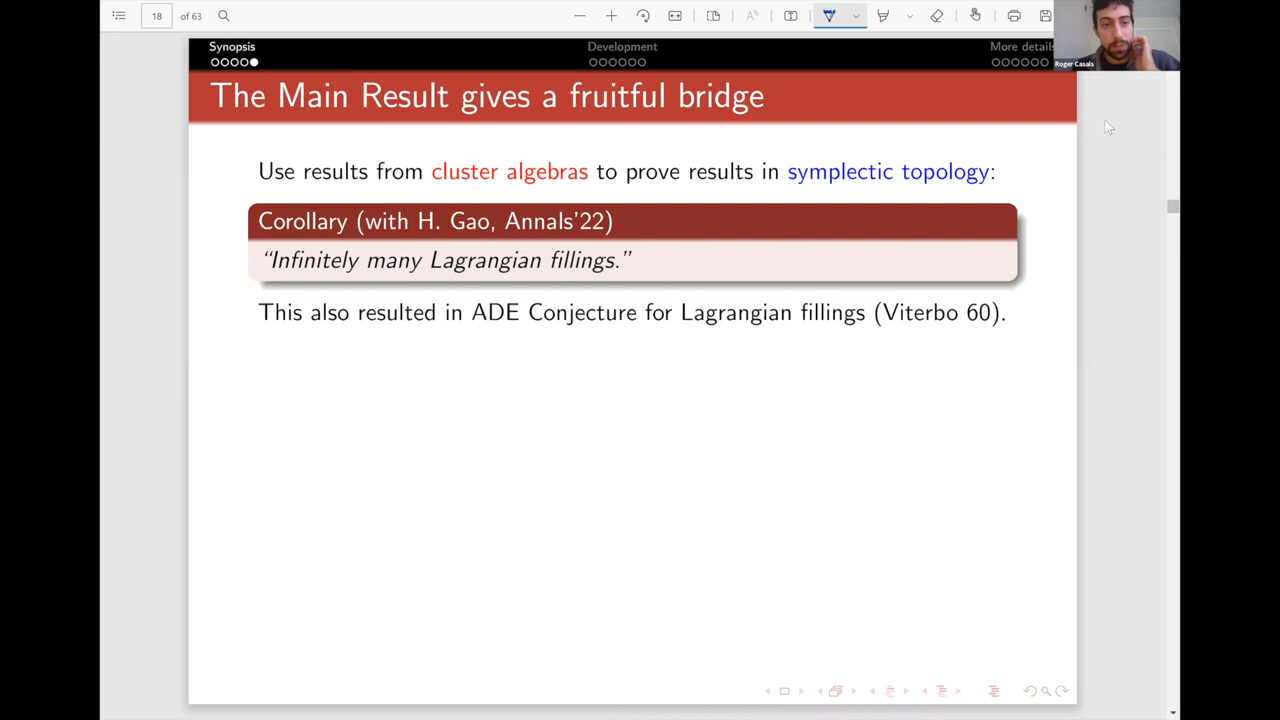 18 of 63
Roger Casals
Synopsis Development More details
The Main Result gives a fruitful bridge
Use results from cluster algebras to prove results in symplectic topology:
Corollary (with H. Gao, Annals'22)
“Infinitely many Lagrangian fillings.”
This also resulted in ADE Conjecture for Lagrangian fillings (Viterbo 60).